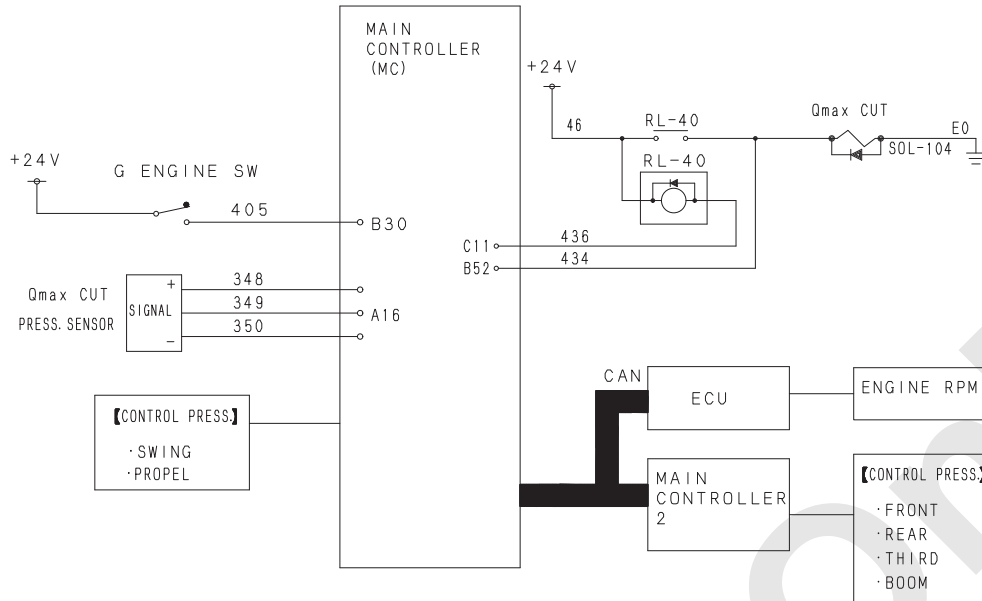 MAIN
CONTROLLER
(MC)
+24V
46
RL-40
Qmax CUT
E0
SOL-104
RL-40
+24V
G ENGINE SW
405
B30
C11
436
B52
434
Qmax CUT
PRESS. SENSOR
SIGNAL
+
−
348
349
350
A16
【CONTROL PRESS.】
·SWING
·PROPEL
CAN
ECU
ENGINE RPM
MAIN
CONTROLLER
2
【CONTROL PRESS.】
·FRONT
·REAR
·THIRD
·BOOM